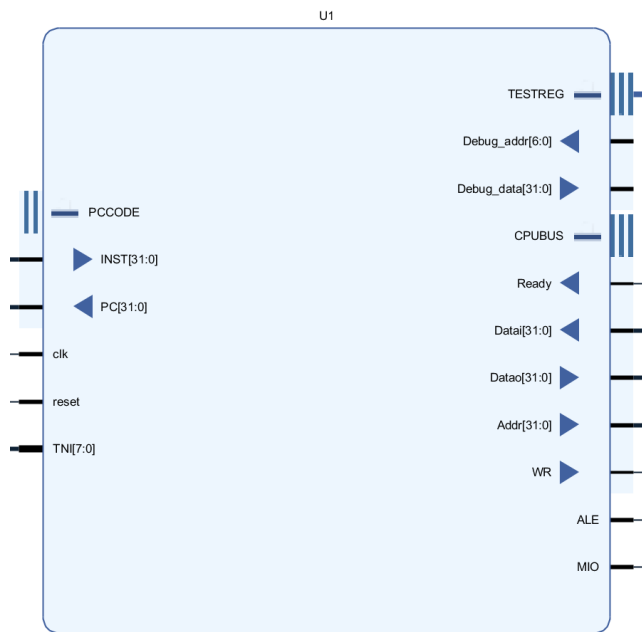 U1
PCCODE
INST[31:0]
PC[31:0]
clk
reset
TNI[7:0]
TESTREG
Debug_addr[6:0]
Debug_data[31:0]
CPUBUS
Ready
Datai[31:0]
Datao[31:0]
Addr[31:0]
WR
ALE
MIO